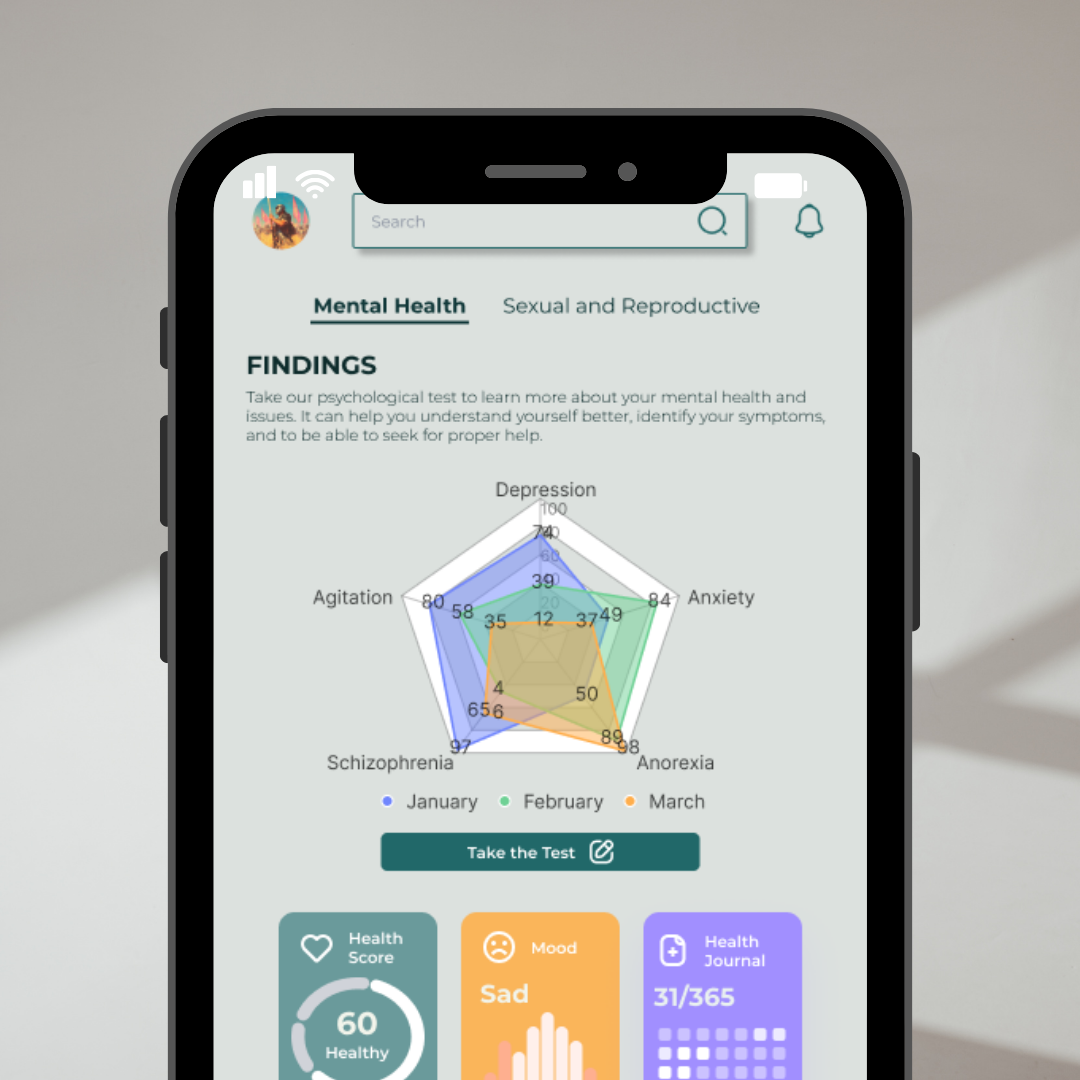 Search
Mental Health
Sexual and Reproductive
FINDINGS
Take our psychological test to learn more about your mental health and
issues. It can help you understand yourself better, identify your symptoms,
and to be able to seek for proper help.
Depression
100
74
60
39
20
12
Agitation
80
58
35
37
49
84
Anxiety
4
50
65
6
89
97
98
Schizophrenia
Anorexia
January
February
March
Take the Test
Health
Score
Mood
Health
Journal
Sad
31/365
60
Healthy